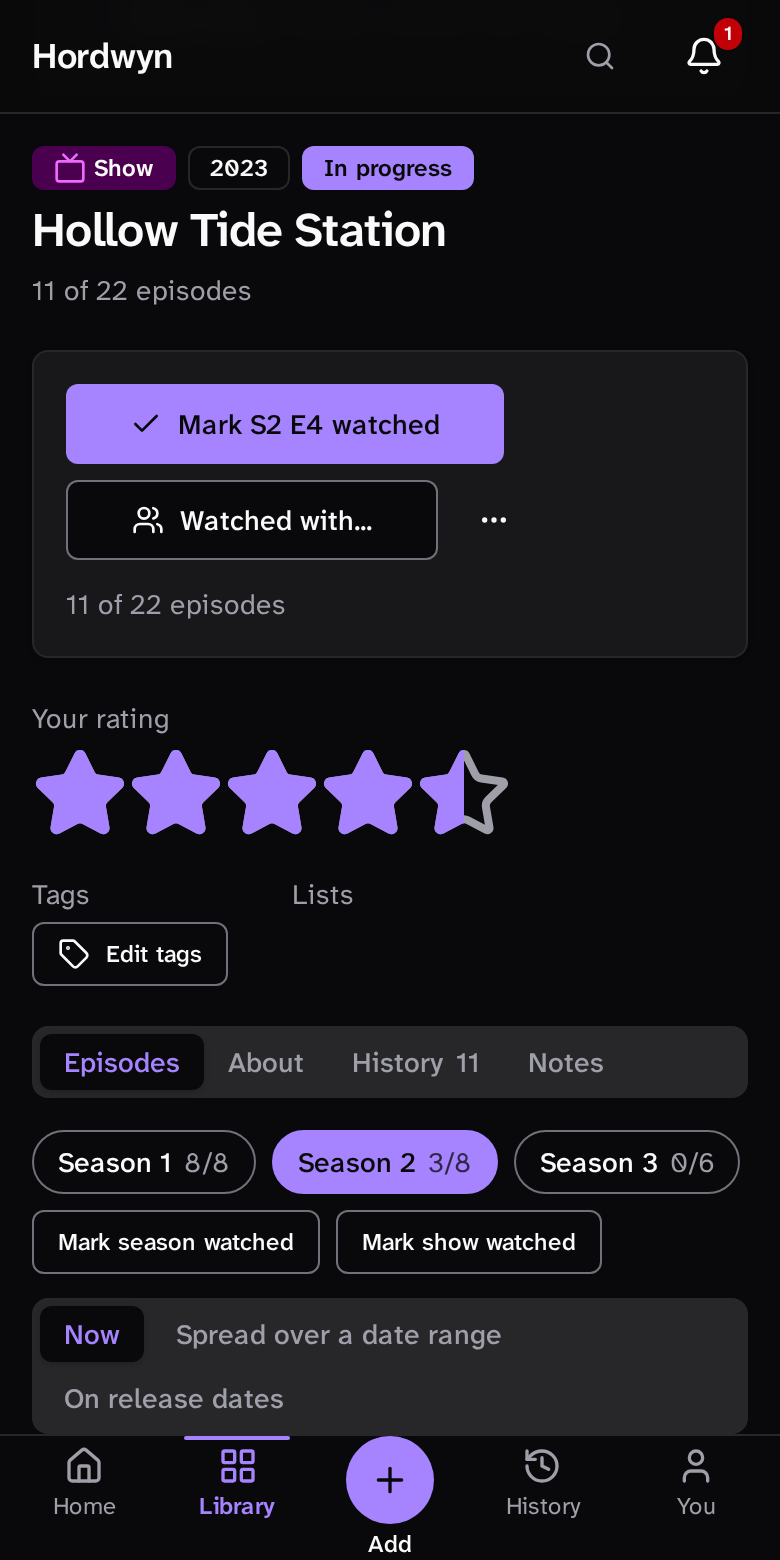 Hordwyn
1
Show 2023 In progress
Hollow Tide Station
11 of 22 episodes
Mark S2 E4 watched
Watched with…
11 of 22 episodes
Your rating
Tags Lists
Edit tags
Episodes About History 11 Notes
Season 1 8/8 Season 2 3/8 Season 3 0/6
Mark season watched Mark show watched
Now Spread over a date range
On release dates
Home Library History You
Add